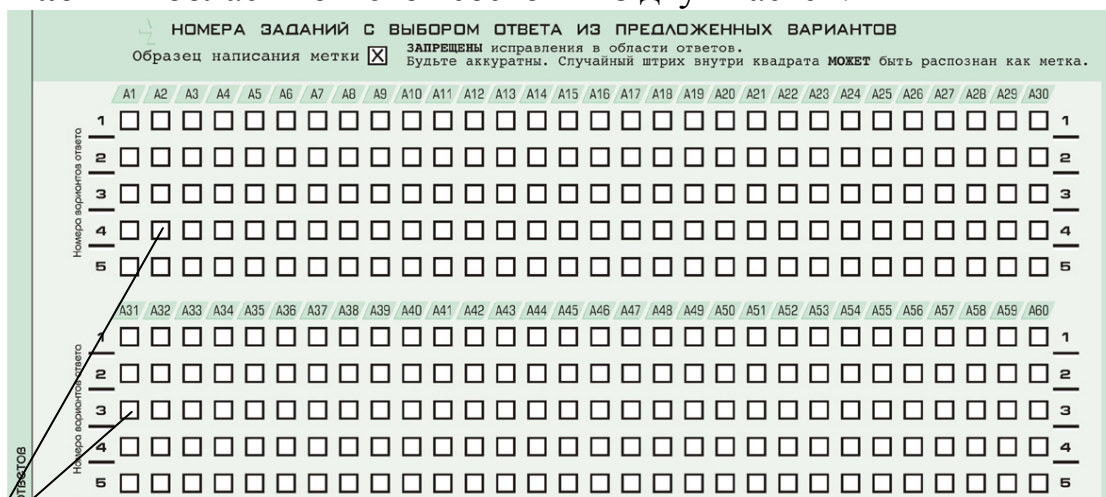 НОМЕРА ЗАДАНИЙ С ВЫБОРОМ ОТВЕТА ИЗ ПРЕДЛОЖЕННЫХ ВАРИАНТОВ
Образец написания метки X
ЗАПРЕЩЕНЫ исправления в области ответов.
Будьте аккуратны. Случайный штрих внутри квадрата МОЖЕТ быть распознан как метка.
A1 A2 A3 A4 A5 A6 A7 A8 A9 A10 A11 A12 A13 A14 A15 A16 A17 A18 A19 A20 A21 A22 A23 A24 A25 A26 A27 A28 A29 A30
Номера вариантов ответа
1 1
2 2
3 3
4 4
5 5
A31 A32 A33 A34 A35 A36 A37 A38 A39 A40 A41 A42 A43 A44 A45 A46 A47 A48 A49 A50 A51 A52 A53 A54 A55 A56 A57 A58 A59 A60
Номера вариантов ответа
1 1
2 2
3 3
4 4
5 5
ответов